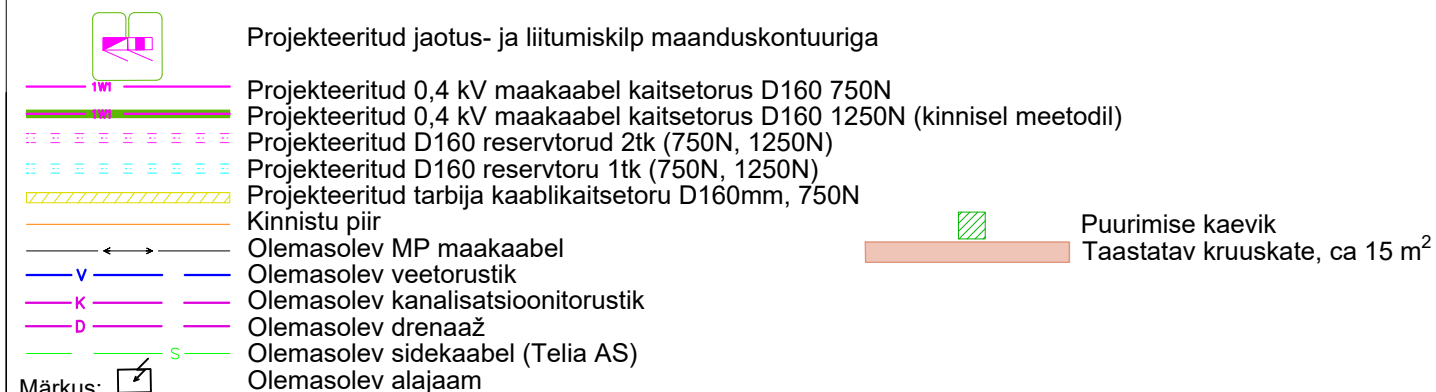 Projekteeritud jaotus- ja liitumiskilp maanduskontuuriga
1W1 Projekteeritud 0,4 kV maakaabel kaitsetorus D160 750N
1W1 Projekteeritud 0,4 kV maakaabel kaitsetorus D160 1250N (kinnisel meetodil)
Projekteeritud D160 reservtorud 2tk (750N, 1250N)
Projekteeritud D160 reservtoru 1tk (750N, 1250N)
Projekteeritud tarbija kaablikaitsetoru D160mm, 750N
Kinnistu piir
Olemasolev MP maakaabel
V Olemasolev veetorustik
K Olemasolev kanalisatsioonitorustik
D Olemasolev drenaaž
S Olemasolev sidekaabel (Telia AS)
Märkus: Olemasolev alajaam
Puurimise kaevik
Taastatav kruuskate, ca 15 m²